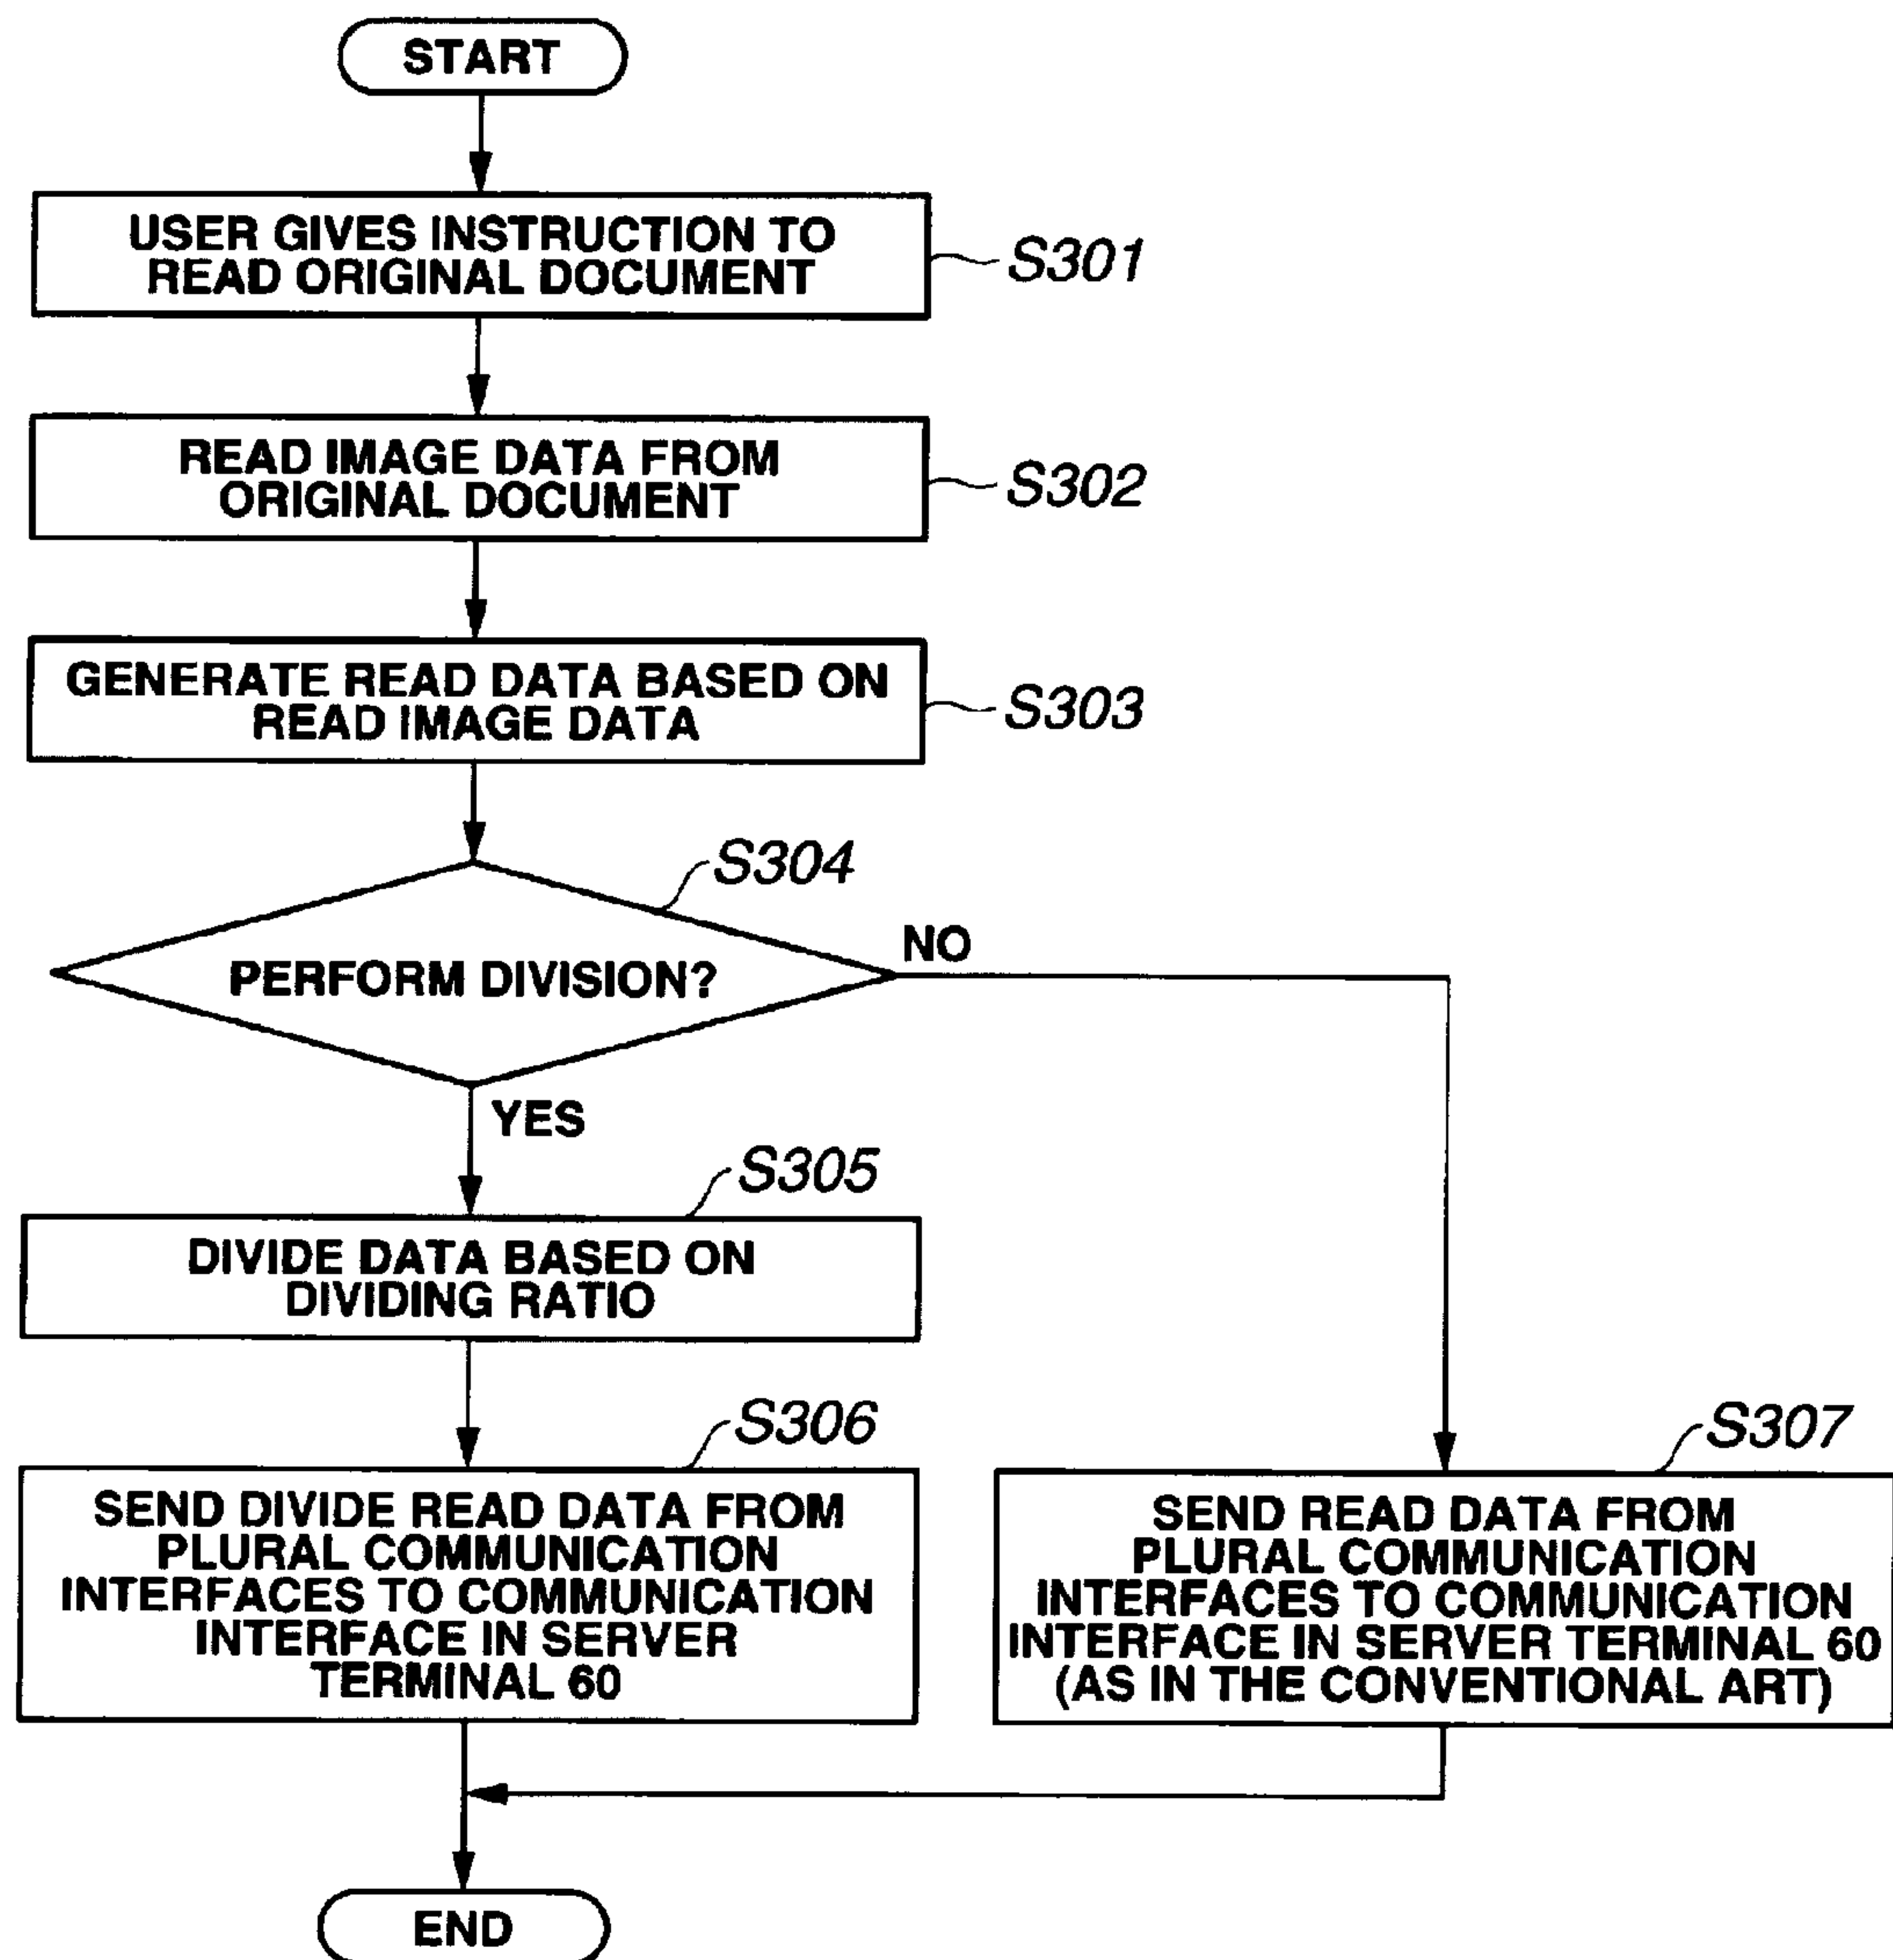 START
USER GIVES INSTRUCTION TO
READ ORIGINAL DOCUMENT
S301
READ IMAGE DATA FROM
ORIGINAL DOCUMENT
S302
GENERATE READ DATA BASED ON
READ IMAGE DATA
S303
S304
PERFORM DIVISION?
NO
YES
S305
DIVIDE DATA BASED ON
DIVIDING RATIO
S306
SEND DIVIDE READ DATA FROM
PLURAL COMMUNICATION
INTERFACES TO COMMUNICATION
INTERFACE IN SERVER
TERMINAL 60
S307
SEND READ DATA FROM
PLURAL COMMUNICATION
INTERFACES TO COMMUNICATION
INTERFACE IN SERVER TERMINAL 60
(AS IN THE CONVENTIONAL ART)
END